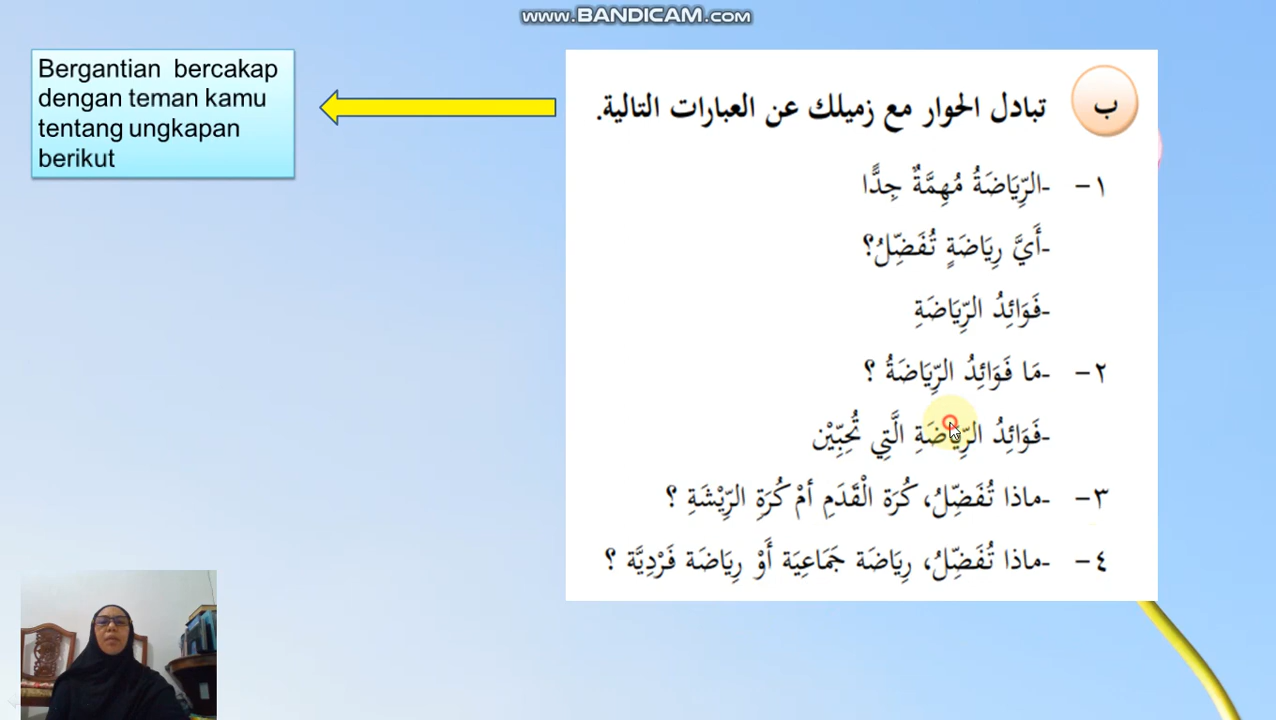 www.BANDICAM.com
Bergantian bercakap
dengan teman kamu
tentang ungkapan
berikut
ب
تبادل الحوار مع زميلك عن العبارات التالية.
١- -الرِّيَاضَةُ مُهِمَّةٌ جِدًّا
-أَيَّ رِيَاضَةٍ تُفَضِّلُ؟
-فَوَائِدُ الرِّيَاضَةِ
٢- -مَا فَوَائِدُ الرِّيَاضَةُ ؟
-فَوَائِدُ الرِّيَاضَةِ الَّتِي تُحِبِّيْن
٣- -ماذا تُفَضِّلُ، كُرَة الْقَدَمِ أمْ كُرَةِ الرِّيْشَةِ ؟
٤- -ماذا تُفَضِّلُ، رِيَاضَة جَمَاعِيَة أَوْ رِيَاضَة فَرْدِيَّة ؟